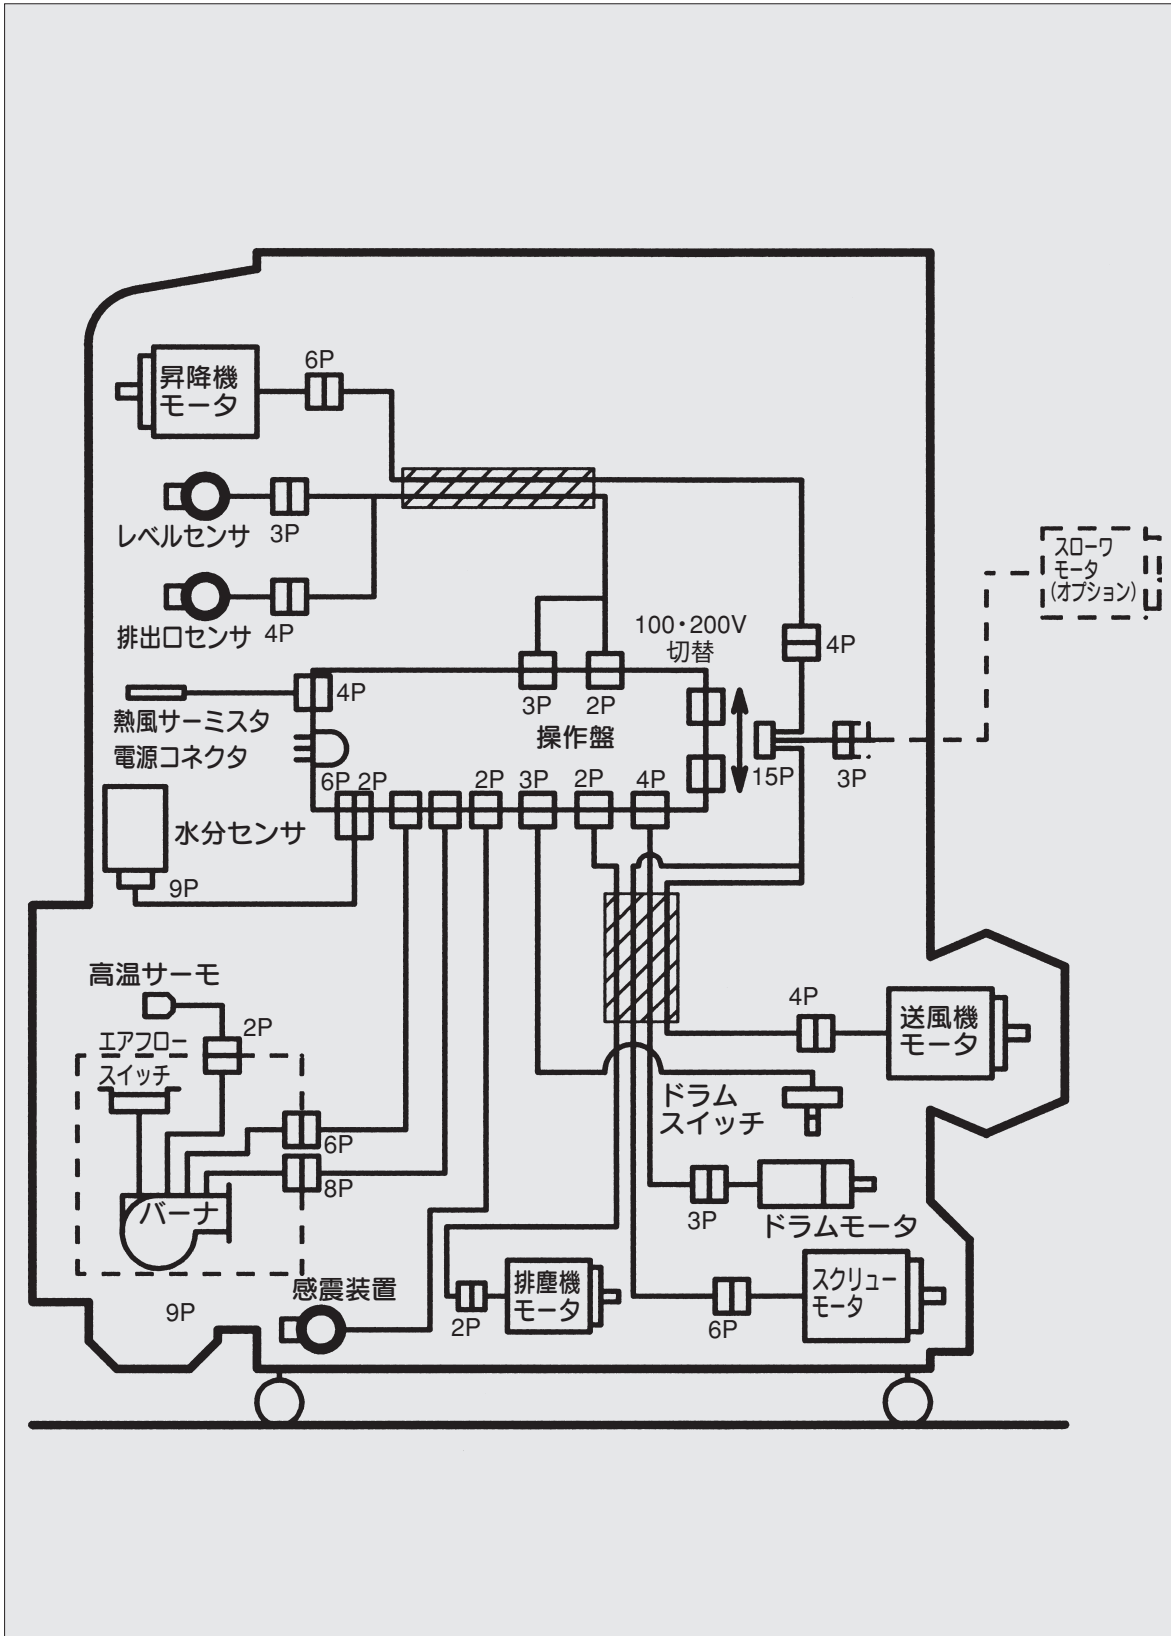 6P
昇降機
モータ
レベルセンサ
3P
スローワ
モータ
(オプション)
排出口センサ
4P
100・200V
切替
4P
4P
3P
2P
熱風サーミスタ
操作盤
電源コネクタ
15P
3P
6P
2P
2P
3P
2P
4P
水分センサ
9P
高温サーモ
2P
4P
送風機
モータ
エアフロー
スイッチ
ドラム
スイッチ
6P
8P
バーナ
3P
ドラムモータ
感震装置
排塵機
モータ
スクリュー
モータ
9P
2P
6P